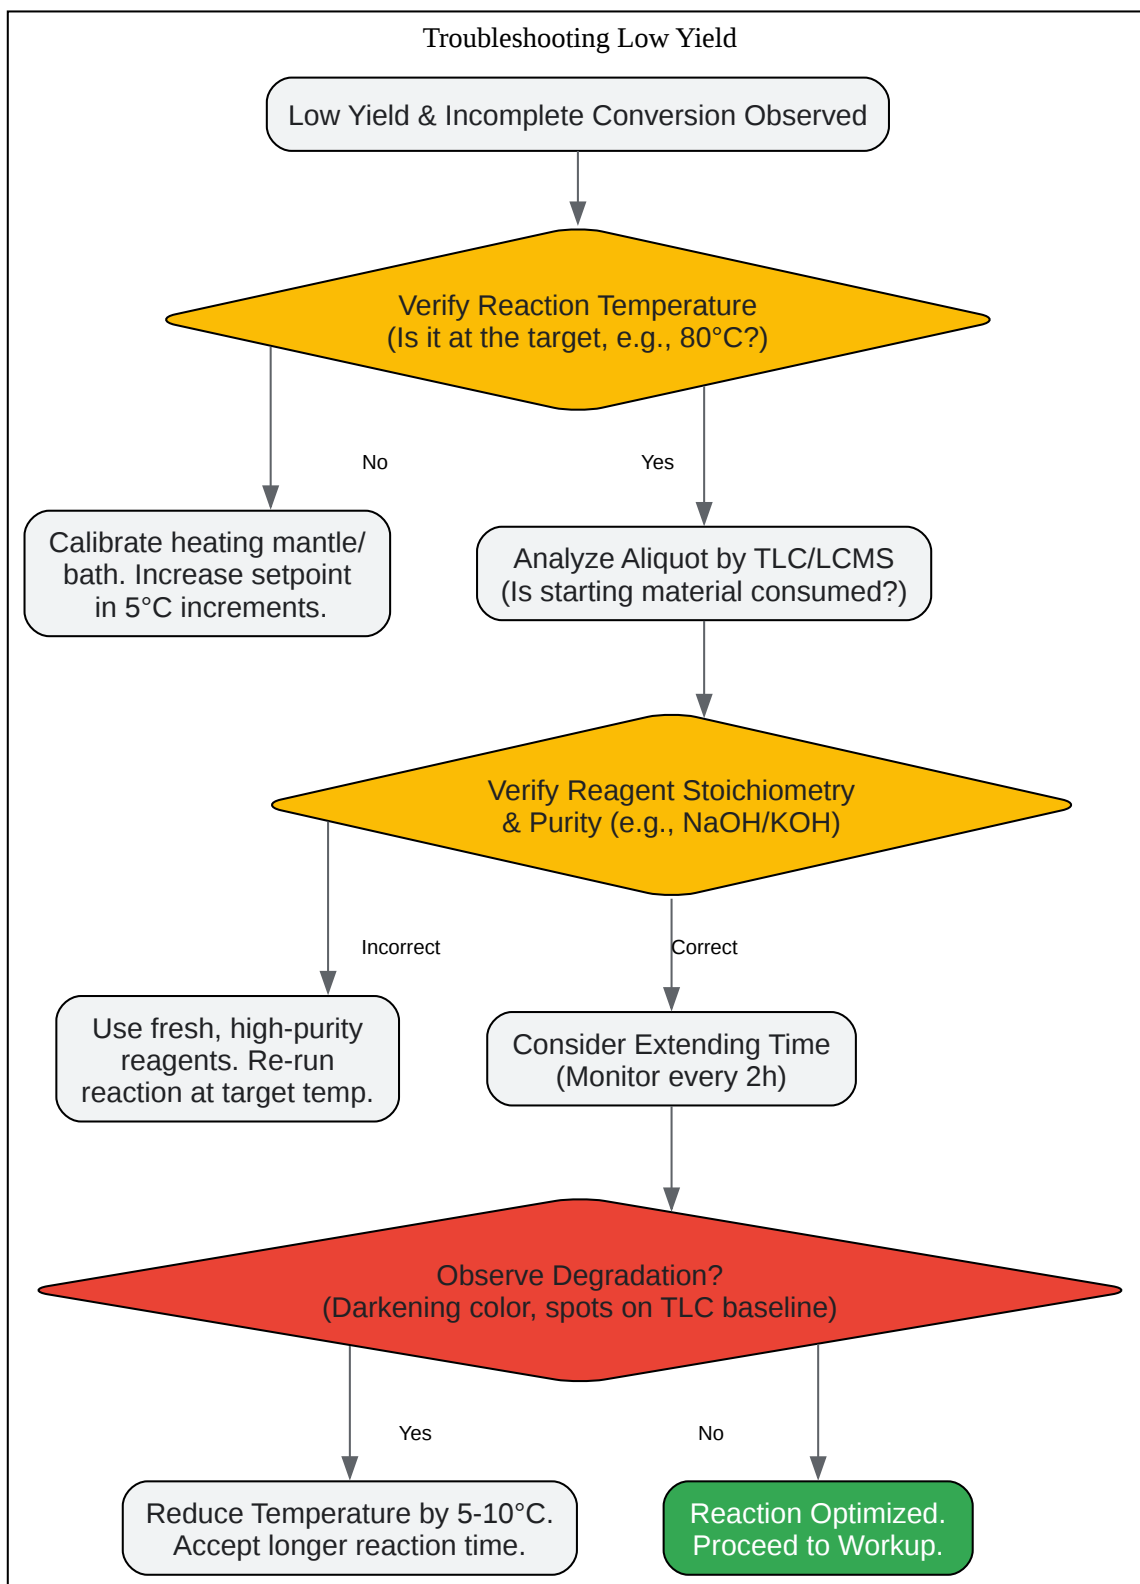 Troubleshooting Low Yield
Low Yield & Incomplete Conversion Observed
Verify Reaction Temperature
(Is it at the target, e.g., 80°C?)
No
Yes
Calibrate heating mantle/
bath. Increase setpoint
in 5°C increments.
Analyze Aliquot by TLC/LCMS
(Is starting material consumed?)
Verify Reagent Stoichiometry
& Purity (e.g., NaOH/KOH)
Incorrect
Correct
Use fresh, high-purity
reagents. Re-run
reaction at target temp.
Consider Extending Time
(Monitor every 2h)
Observe Degradation?
(Darkening color, spots on TLC baseline)
Yes
No
Reduce Temperature by 5-10°C.
Accept longer reaction time.
Reaction Optimized.
Proceed to Workup.